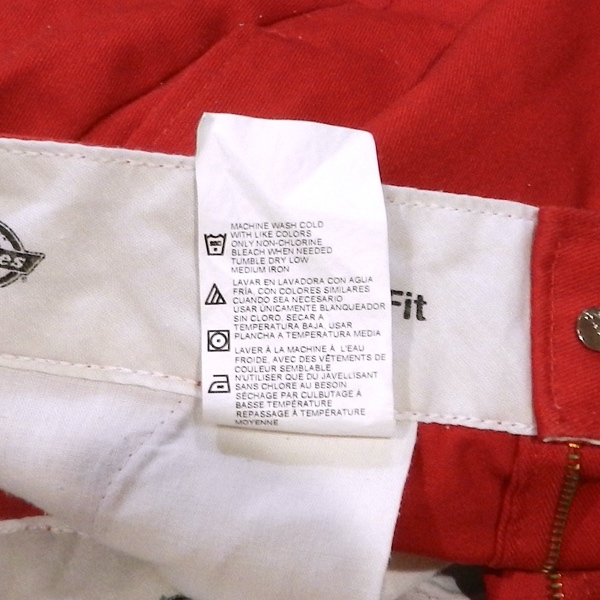 MACHINE WASH COLD
WITH LIKE COLORS
ONLY NON-CHLORINE
BLEACH WHEN NEEDED
TUMBLE DRY LOW
MEDIUM IRON
LAVAR EN LAVADORA CON AGUA
FRÍA, CON COLORES SIMILARES
CUANDO SEA NECESARIO
USAR ÚNICAMENTE BLANQUEADOR
SIN CLORO, SECAR A
TEMPERATURA BAJA, USAR
PLANCHA A TEMPERATURA MEDIA
LAVER À LA MACHINE À L'EAU
FROIDE, AVEC DES VÊTEMENTS DE
COULEUR SEMBLABLE
N'UTILISER QUE DU JAVELLISANT
SANS CHLORE AU BESOIN
SÉCHAGE PAR CULBUTAGE À
BASSE TEMPÉRATURE
REPASSAGE À TEMPÉRATURE
MOYENNE
es
Fit